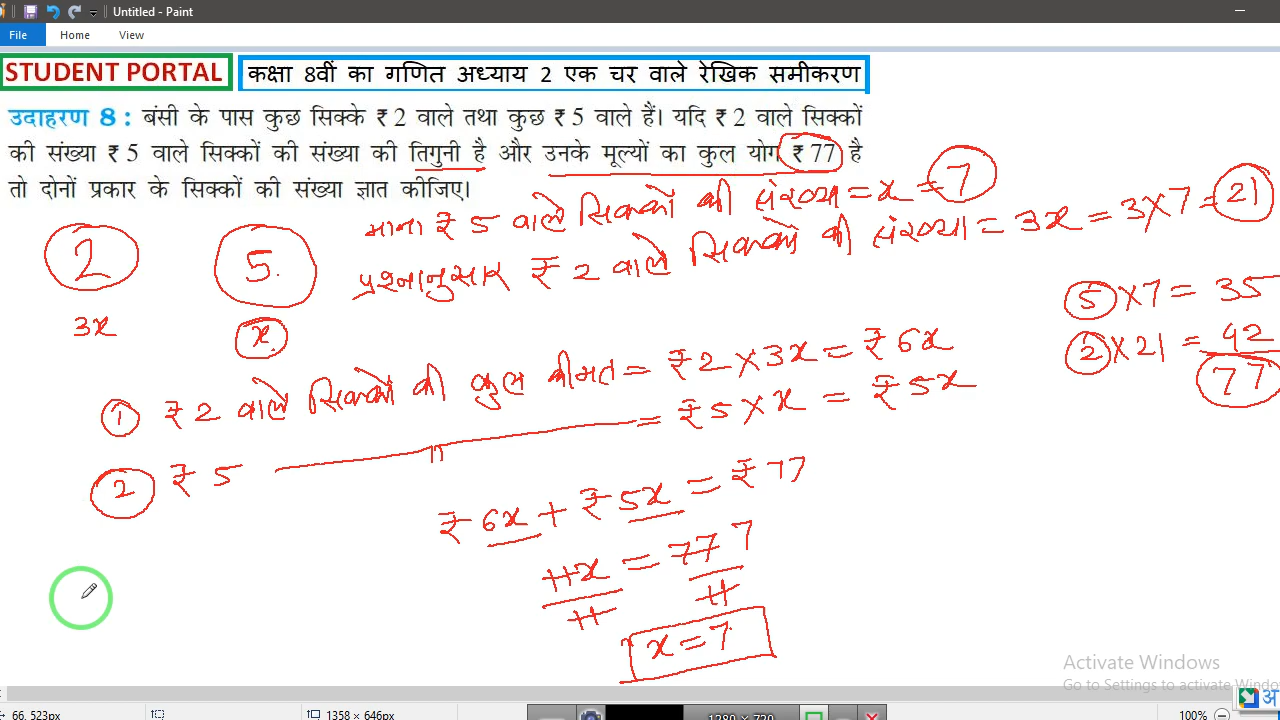 Untitled - Paint
File Home View
STUDENT PORTAL
कक्षा 8वीं का गणित अध्याय 2 एक चर वाले रेखिक समीकरण
उदाहरण 8 : बंसी के पास कुछ सिक्के ₹ 2 वाले तथा कुछ ₹ 5 वाले हैं। यदि ₹ 2 वाले सिक्कों
की संख्या ₹ 5 वाले सिक्कों की संख्या की तिगुनी है और उनके मूल्यों का कुल योग ₹ 77 है
तो दोनों प्रकार के सिक्कों की संख्या ज्ञात कीजिए।
माना ₹ 5 वाले सिक्कों की संख्या = x = 7
प्रश्नानुसार ₹ 2 वाले सिक्कों की संख्या = 3x = 3×7 = 21
2 5
3x x
5 ×7 = 35
2 ×21 = 42
77
1 ₹ 2 वाले सिक्कों की कुल कीमत = ₹2×3x = ₹6x
2 ₹ 5 ——— " ——— = ₹5×x = ₹5x
₹ 6x + ₹ 5x = ₹ 77
11x = 77 7
11 11
x = 7
Activate Windows
Go to Settings to activate Windo
अ
66, 523px 1358 × 646px 1280 × 720 100%